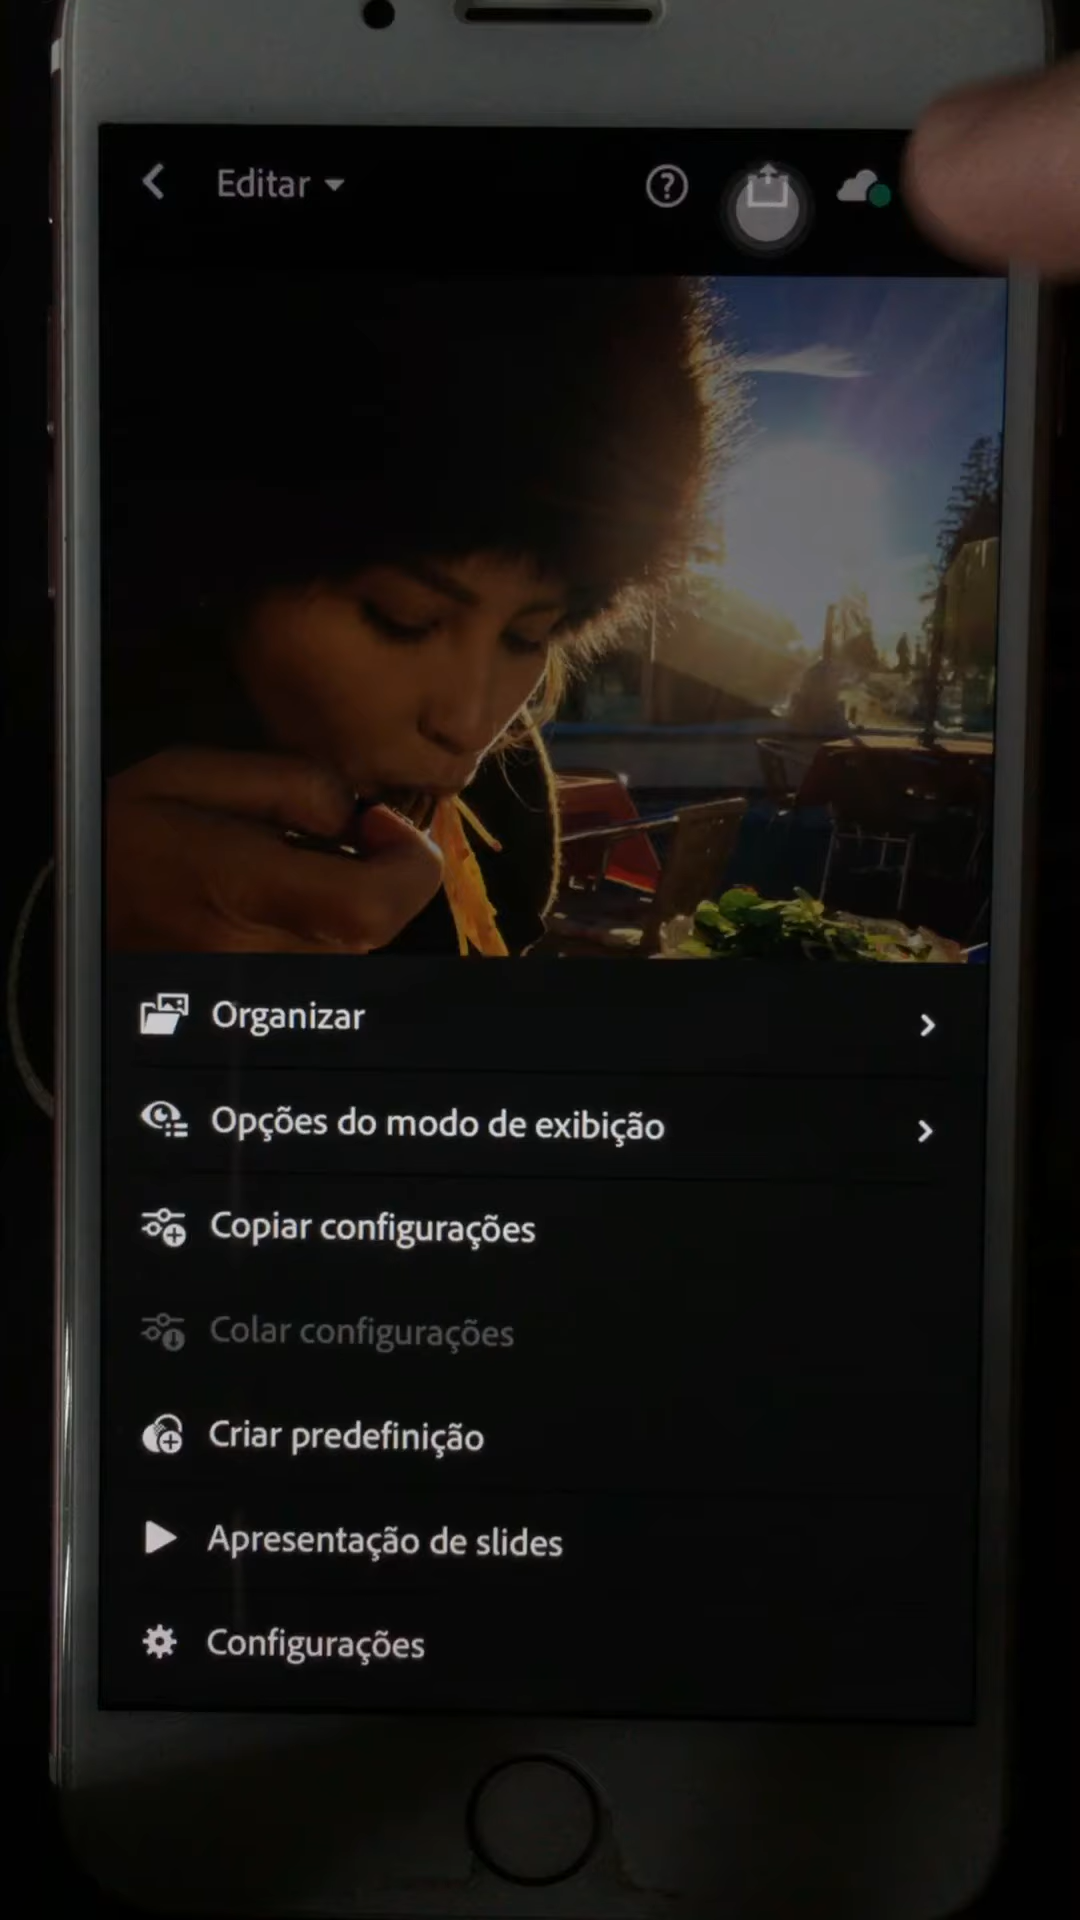 Editar
Organizar
Opções do modo de exibição
Copiar configurações
Colar configurações
Criar predefinição
Apresentação de slides
Configurações